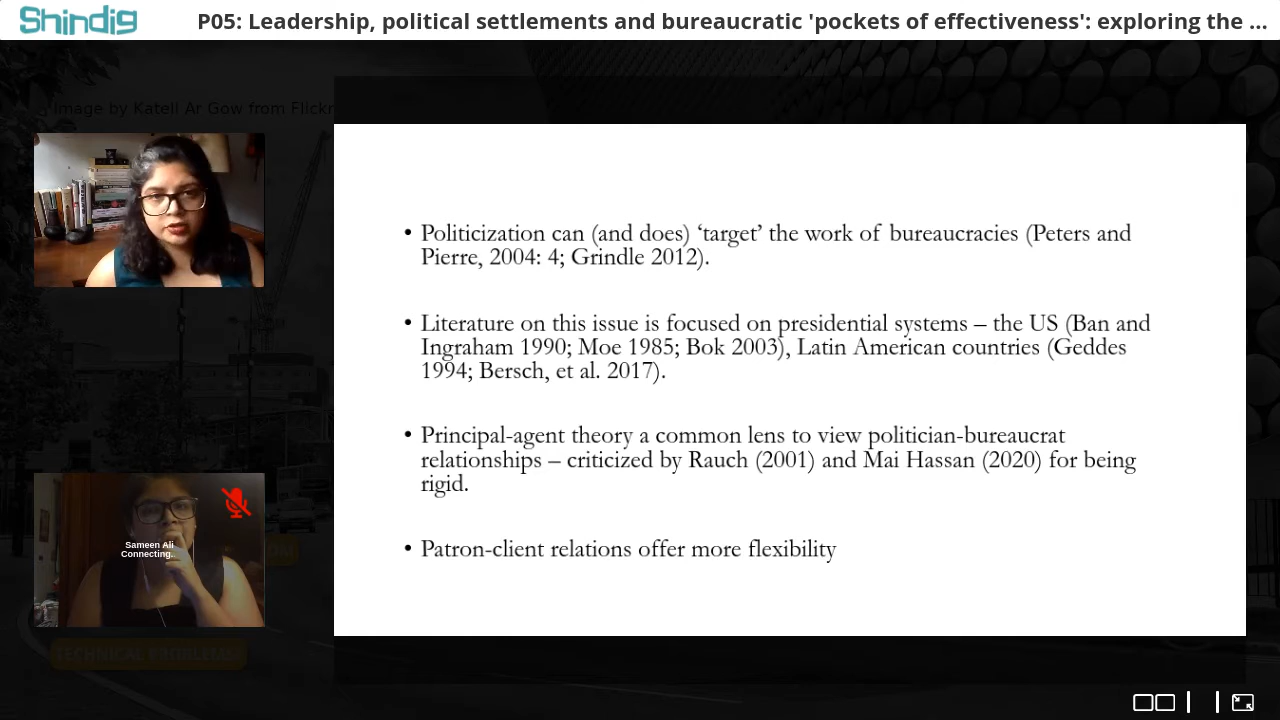 Shindig
P05: Leadership, political settlements and bureaucratic 'pockets of effectiveness': exploring the ...
Image by Katell Ar Gow from Flickr
• Politicization can (and does) ‘target’ the work of bureaucracies (Peters and
Pierre, 2004: 4; Grindle 2012).
• Literature on this issue is focused on presidential systems – the US (Ban and
Ingraham 1990; Moe 1985; Bok 2003), Latin American countries (Geddes
1994; Bersch, et al. 2017).
• Principal-agent theory a common lens to view politician-bureaucrat
relationships – criticized by Rauch (2001) and Mai Hassan (2020) for being
rigid.
• Patron-client relations offer more flexibility
Sameen Ali
Connecting..
TECHNICAL PROBLEMS?